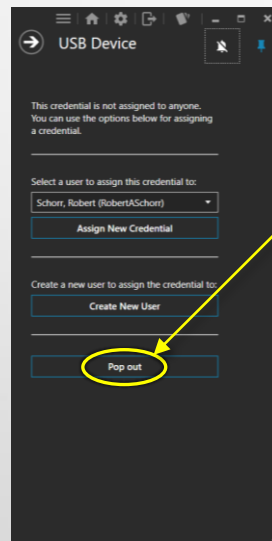 USB Device
This credential is not assigned to anyone.
You can use the options below for assigning
a credential.
Select a user to assign this credential to:
Schorr, Robert (RobertASchorr)
Assign New Credential
Create a new user to assign the credential to:
Create New User
Pop out